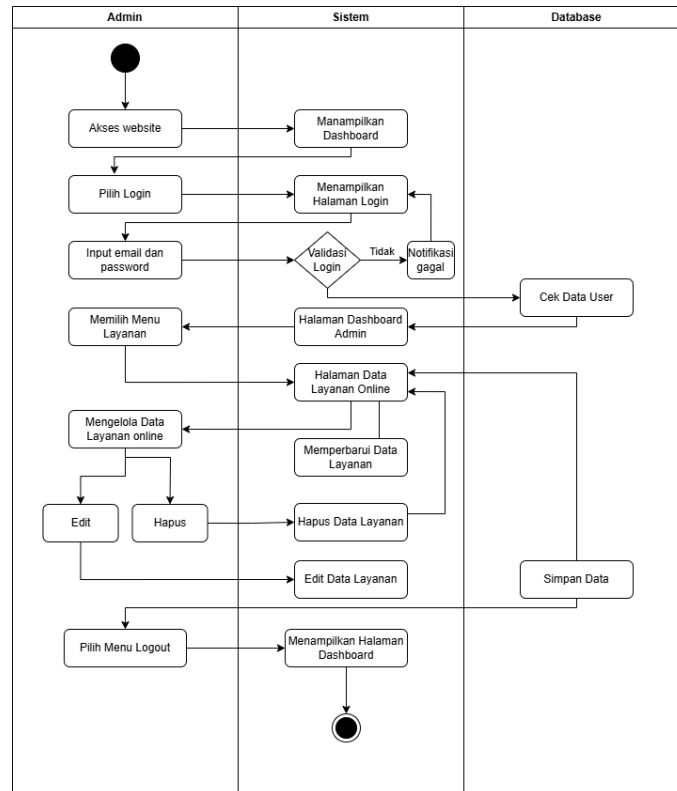 Admin
Sistem
Database
Akses website
Manampilkan
Dashboard
Pilih Login
Menampilkan
Halaman Login
Input email dan
password
Validasi
Login
Tidak
Notifikasi
gagal
Cek Data User
Memilih Menu
Layanan
Halaman Dashboard
Admin
Halaman Data
Layanan Online
Mengelola Data
Layanan online
Memperbarui Data
Layanan
Edit
Hapus
Hapus Data Layanan
Edit Data Layanan
Simpan Data
Pilih Menu Logout
Menampilkan Halaman
Dashboard